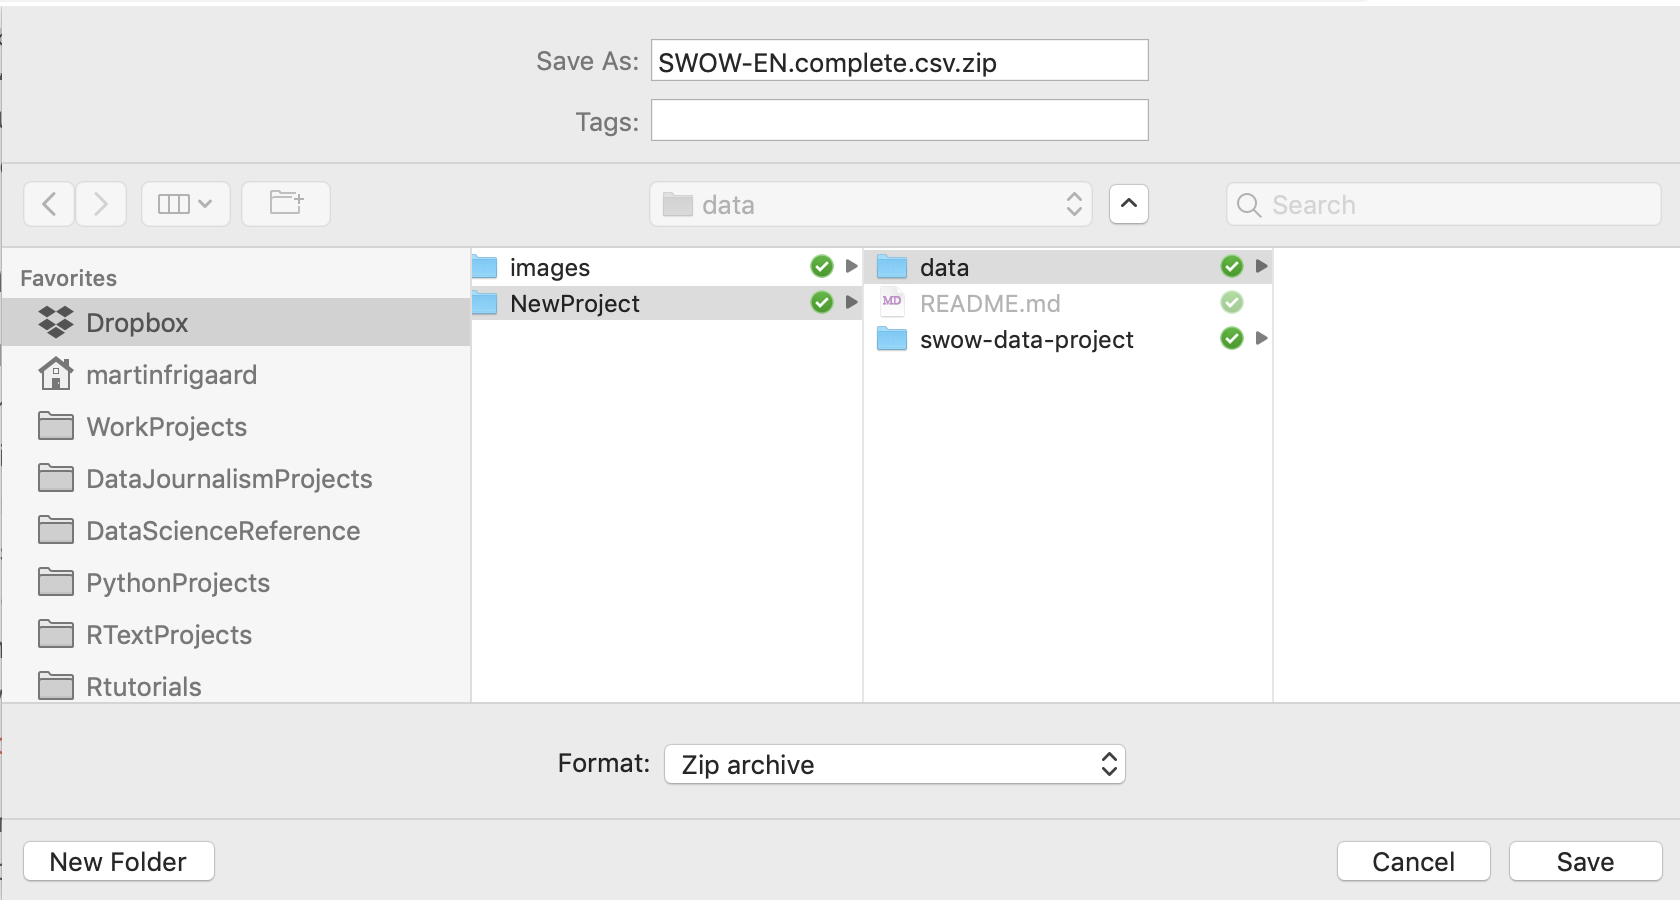 Save As: SWOW-EN.complete.csv.zip
Tags:
data
Search
Favorites
Dropbox
martinfrigaard
WorkProjects
DataJournalismProjects
DataScienceReference
PythonProjects
RTextProjects
Rtutorials
images
NewProject
data
MD README.md
swow-data-project
Format: Zip archive
New Folder
Cancel
Save